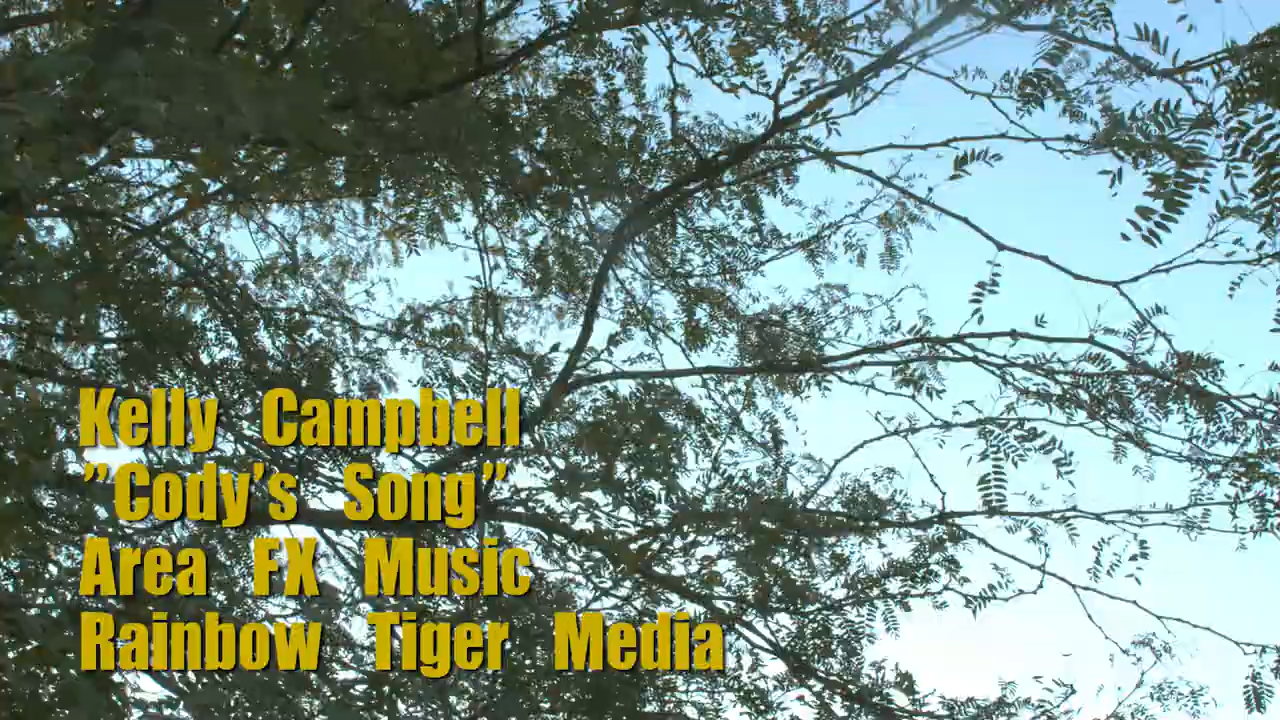 Kelly Campbell
"Cody's Song"
Area FX Music
Rainbow Tiger Media